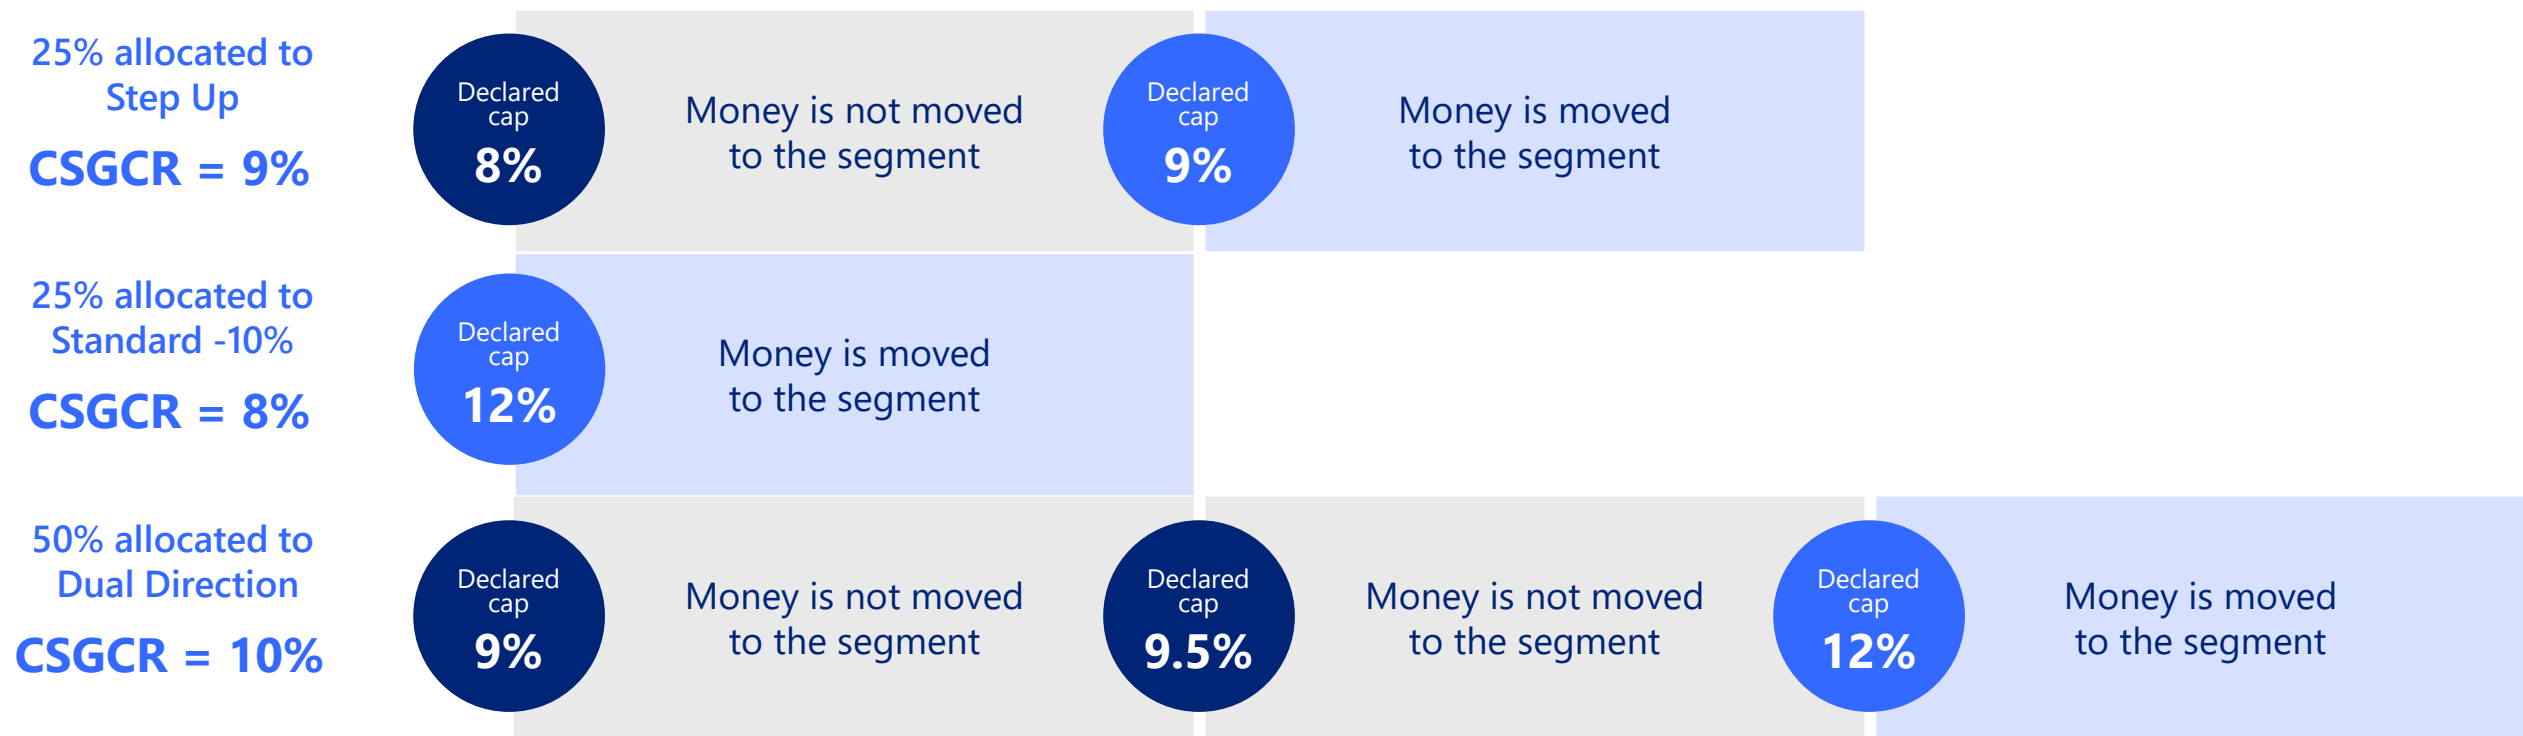 25% allocated to
Step Up
CSGCR = 9%
Declared
cap
8%
Money is not moved
to the segment
Declared
cap
9%
Money is moved
to the segment
25% allocated to
Standard -10%
CSGCR = 8%
Declared
cap
12%
Money is moved
to the segment
50% allocated to
Dual Direction
CSGCR = 10%
Declared
cap
9%
Money is not moved
to the segment
Declared
cap
9.5%
Money is not moved
to the segment
Declared
cap
12%
Money is moved
to the segment